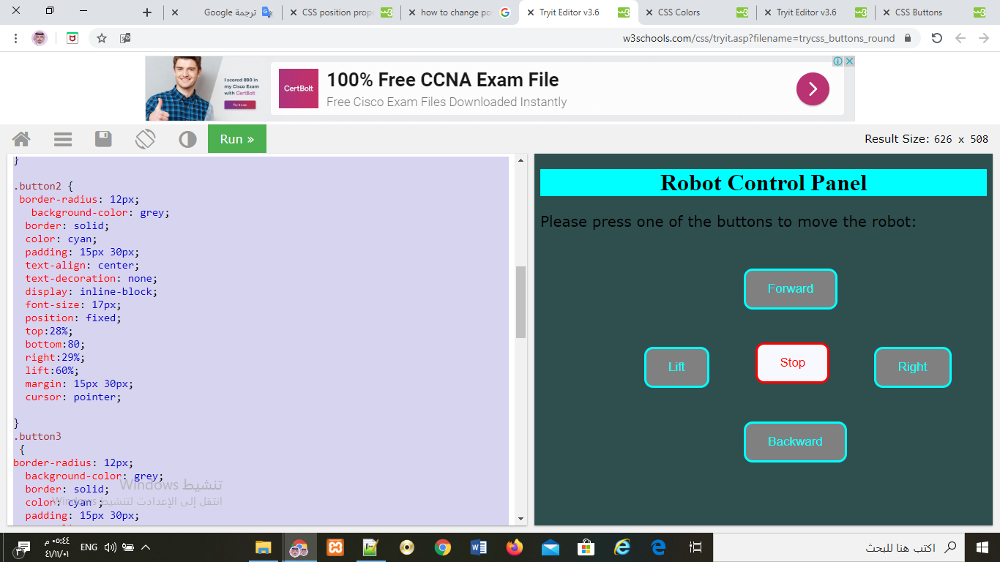 ترجمة Google
CSS position prope
how to change po
Tryit Editor v3.6
CSS Colors
Tryit Editor v3.6
CSS Buttons
w3schools.com/css/tryit.asp?filename=trycss_buttons_round
I scored 890 in
my Cisco Exam
with CertBolt
Try it now
CertBolt
100% Free CCNA Exam File
Free Cisco Exam Files Downloaded Instantly
Run »
Result Size: 626 x 508
}
.button2 {
border-radius: 12px;
background-color: grey;
border: solid;
color: cyan;
padding: 15px 30px;
text-align: center;
text-decoration: none;
display: inline-block;
font-size: 17px;
position: fixed;
top:28%;
bottom:80;
right:29%;
lift:60%;
margin: 15px 30px;
cursor: pointer;
}
.button3
{
border-radius: 12px;
background-color: grey;
border: solid;
color: cyan ;
padding: 15px 30px;
Robot Control Panel
Please press one of the buttons to move the robot:
Forward
Lift
Stop
Right
Backward
تنشيط Windows
انتقل إلى الإعدادت لتنشيط Windows
٠٥:٤٤ م
٤١/١١/٠١
٣
ENG
اكتب هنا للبحث